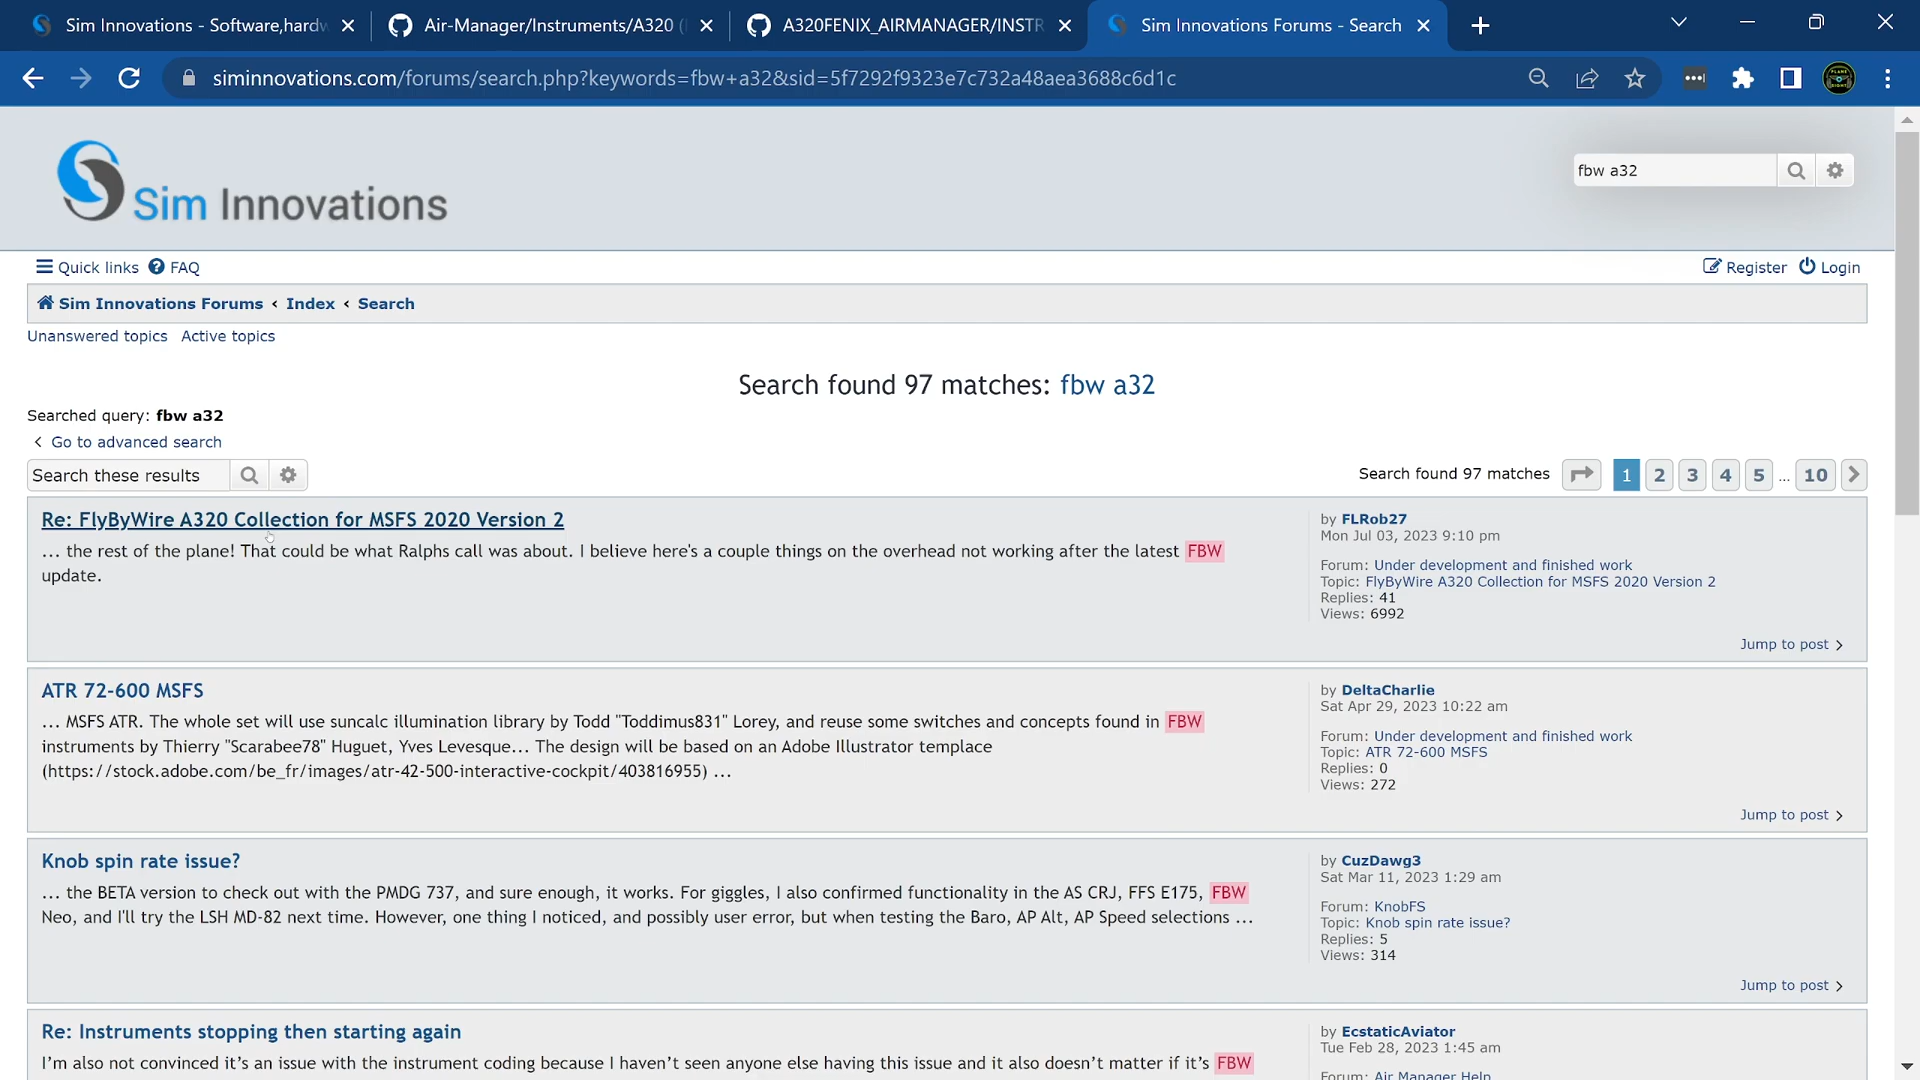 Sim Innovations - Software,hardw
Air-Manager/Instruments/A320 (
A320FENIX_AIRMANAGER/INSTR
Sim Innovations Forums - Search
siminnovations.com/forums/search.php?keywords=fbw+a32&sid=5f7292f9323e7c732a48aea3688c6d1c
Sim Innovations
fbw a32
Quick links FAQ
Register Login
Sim Innovations Forums ‹ Index ‹ Search
Unanswered topics Active topics
Search found 97 matches: fbw a32
Searched query: fbw a32
Go to advanced search
Search these results
Search found 97 matches 1 2 3 4 5 ... 10
Re: FlyByWire A320 Collection for MSFS 2020 Version 2
... the rest of the plane! That could be what Ralphs call was about. I believe here's a couple things on the overhead not working after the latest FBW
update.
by FLRob27
Mon Jul 03, 2023 9:10 pm
Forum: Under development and finished work
Topic: FlyByWire A320 Collection for MSFS 2020 Version 2
Replies: 41
Views: 6992
Jump to post
ATR 72-600 MSFS
... MSFS ATR. The whole set will use suncalc illumination library by Todd "Toddimus831" Lorey, and reuse some switches and concepts found in FBW
instruments by Thierry "Scarabee78" Huguet, Yves Levesque... The design will be based on an Adobe Illustrator templace
(https://stock.adobe.com/be_fr/images/atr-42-500-interactive-cockpit/403816955) ...
by DeltaCharlie
Sat Apr 29, 2023 10:22 am
Forum: Under development and finished work
Topic: ATR 72-600 MSFS
Replies: 0
Views: 272
Jump to post
Knob spin rate issue?
... the BETA version to check out with the PMDG 737, and sure enough, it works. For giggles, I also confirmed functionality in the AS CRJ, FFS E175, FBW
Neo, and I'll try the LSH MD-82 next time. However, one thing I noticed, and possibly user error, but when testing the Baro, AP Alt, AP Speed selections ...
by CuzDawg3
Sat Mar 11, 2023 1:29 am
Forum: KnobFS
Topic: Knob spin rate issue?
Replies: 5
Views: 314
Jump to post
Re: Instruments stopping then starting again
I'm also not convinced it's an issue with the instrument coding because I haven't seen anyone else having this issue and it also doesn't matter if it's FBW
by EcstaticAviator
Tue Feb 28, 2023 1:45 am
Forum: Air Manager Help